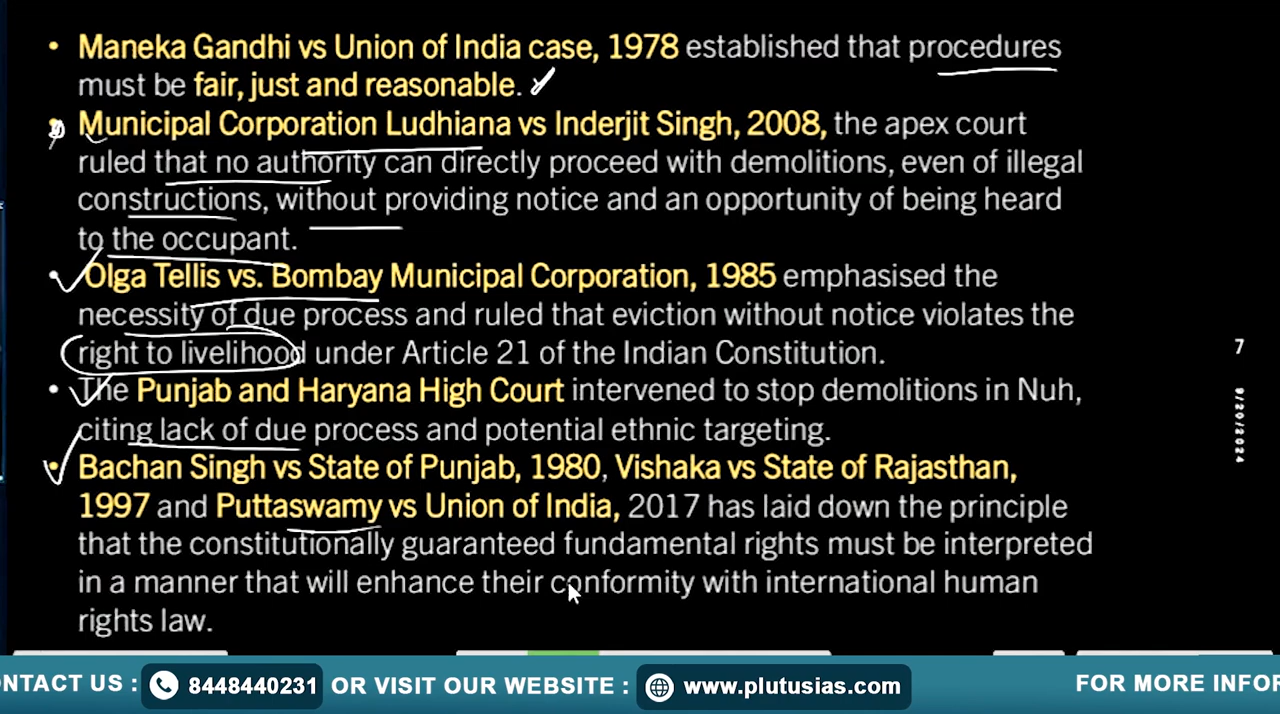 • Maneka Gandhi vs Union of India case, 1978 established that procedures
must be fair, just and reasonable.
• Municipal Corporation Ludhiana vs Inderjit Singh, 2008, the apex court
ruled that no authority can directly proceed with demolitions, even of illegal
constructions, without providing notice and an opportunity of being heard
to the occupant.
• Olga Tellis vs. Bombay Municipal Corporation, 1985 emphasised the
necessity of due process and ruled that eviction without notice violates the
right to livelihood under Article 21 of the Indian Constitution.
• The Punjab and Haryana High Court intervened to stop demolitions in Nuh,
citing lack of due process and potential ethnic targeting.
• Bachan Singh vs State of Punjab, 1980, Vishaka vs State of Rajasthan,
1997 and Puttaswamy vs Union of India, 2017 has laid down the principle
that the constitutionally guaranteed fundamental rights must be interpreted
in a manner that will enhance their conformity with international human
rights law.
7
9/20/2024
ONTACT US : 8448440231 OR VISIT OUR WEBSITE : www.plutusias.com FOR MORE INFOR